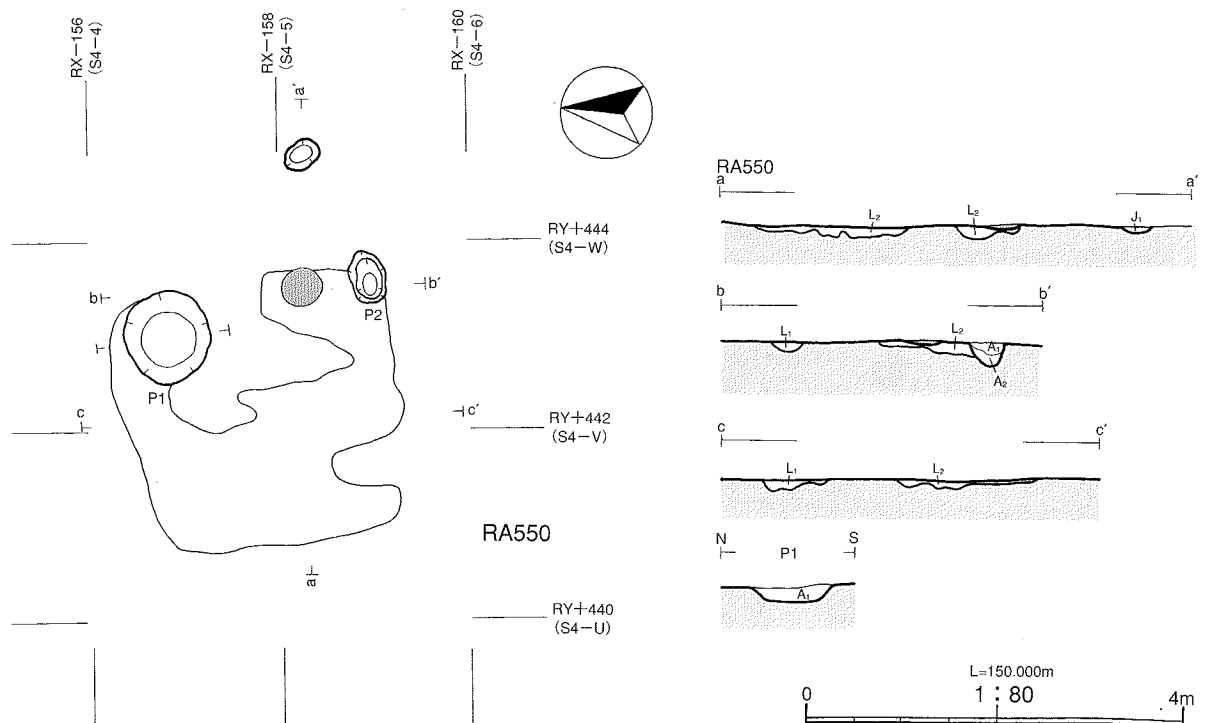 RX−156
(S4−4)
RX−158
(S4−5)
RX−160
(S4−6)
a′
RY+444
(S4−W)
b
b′
P2
P1
c
c′
RY+442
(S4−V)
RA550
a
RY+440
(S4−U)
RA550
a
a′
L₂
L₂
J₁
b
b′
L₁
L₂
A₁
A₂
c
c′
L₁
L₂
N
P1
S
A₁
L=150.000m
0
1 : 80
4m